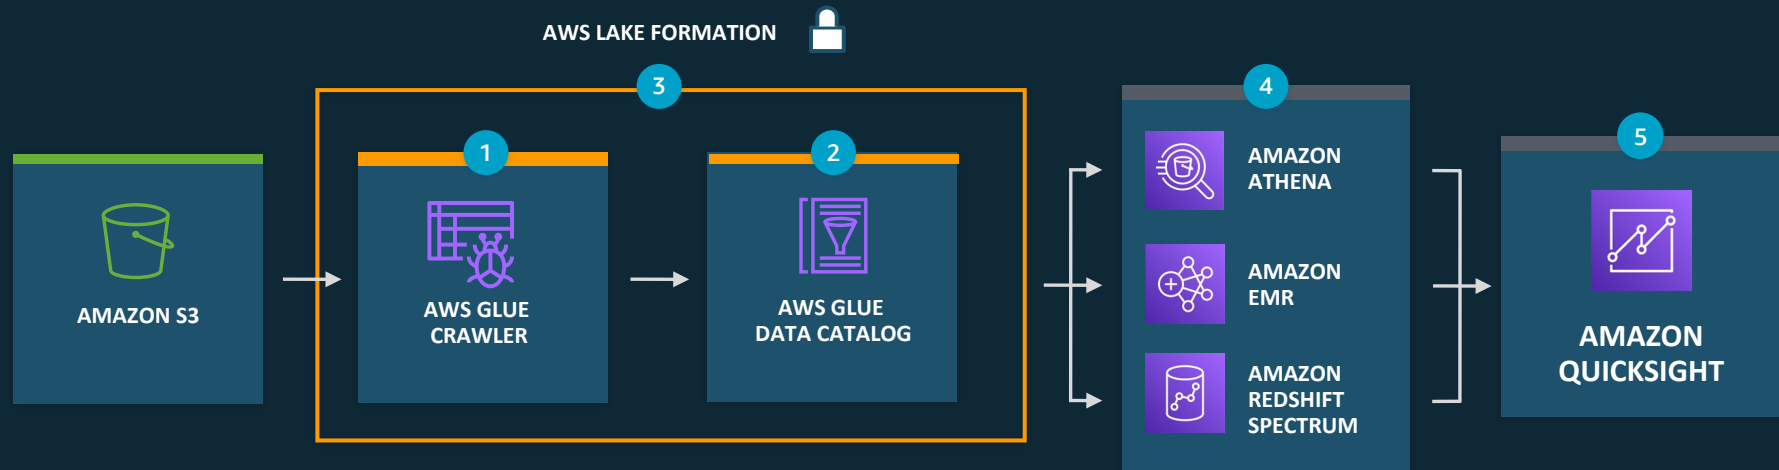 AWS LAKE FORMATION
3
AMAZON S3
1
AWS GLUE
CRAWLER
2
AWS GLUE
DATA CATALOG
4
AMAZON
ATHENA
AMAZON
EMR
AMAZON
REDSHIFT
SPECTRUM
5
AMAZON
QUICKSIGHT